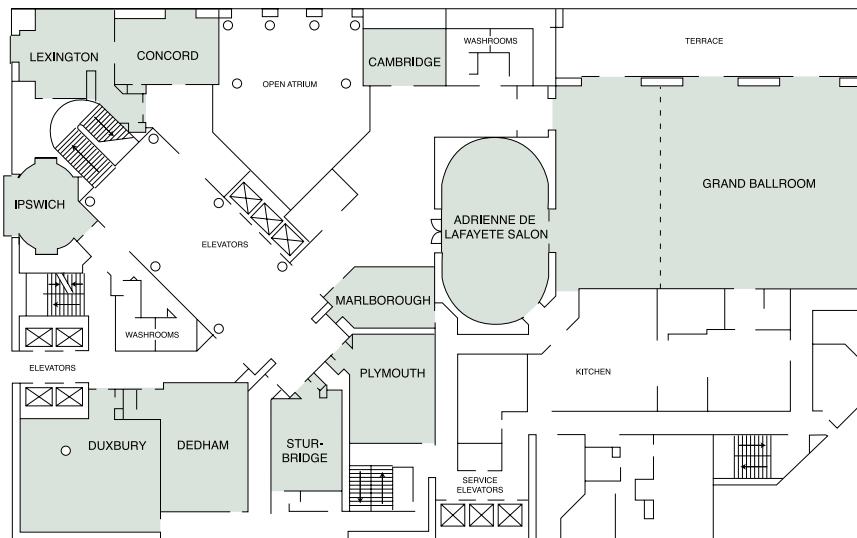 LEXINGTON
CONCORD
OPEN ATRIUM
CAMBRIDGE
WASHROOMS
TERRACE
IPSWICH
ELEVATORS
ADRIENNE DE
LAFAYETE SALON
GRAND BALLROOM
MARLBOROUGH
WASHROOMS
ELEVATORS
PLYMOUTH
KITCHEN
DUXBURY
DEDHAM
STUR-
BRIDGE
SERVICE
ELEVATORS